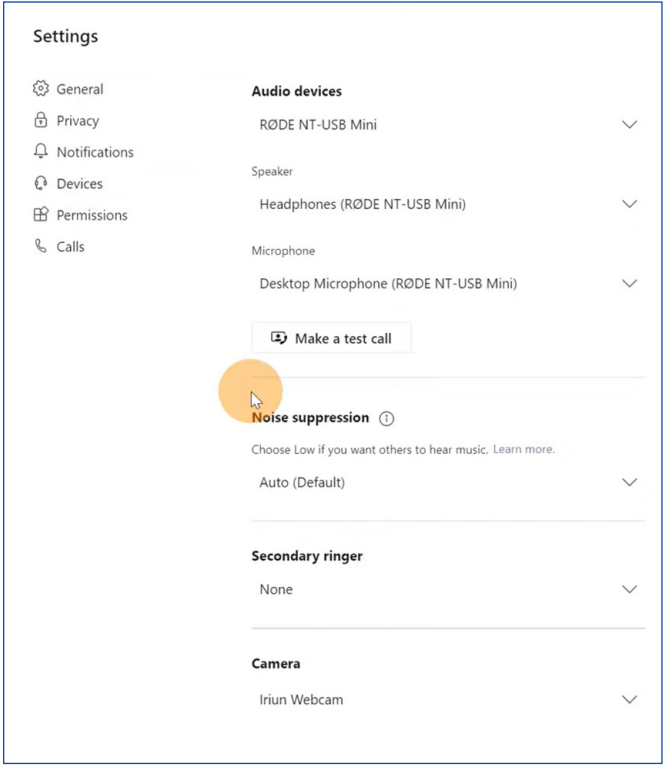 Settings
General
Privacy
Notifications
Devices
Permissions
Calls
Audio devices
RØDE NT-USB Mini
Speaker
Headphones (RØDE NT-USB Mini)
Microphone
Desktop Microphone (RØDE NT-USB Mini)
Make a test call
Noise suppression
Choose Low if you want others to hear music. Learn more.
Auto (Default)
Secondary ringer
None
Camera
Iriun Webcam